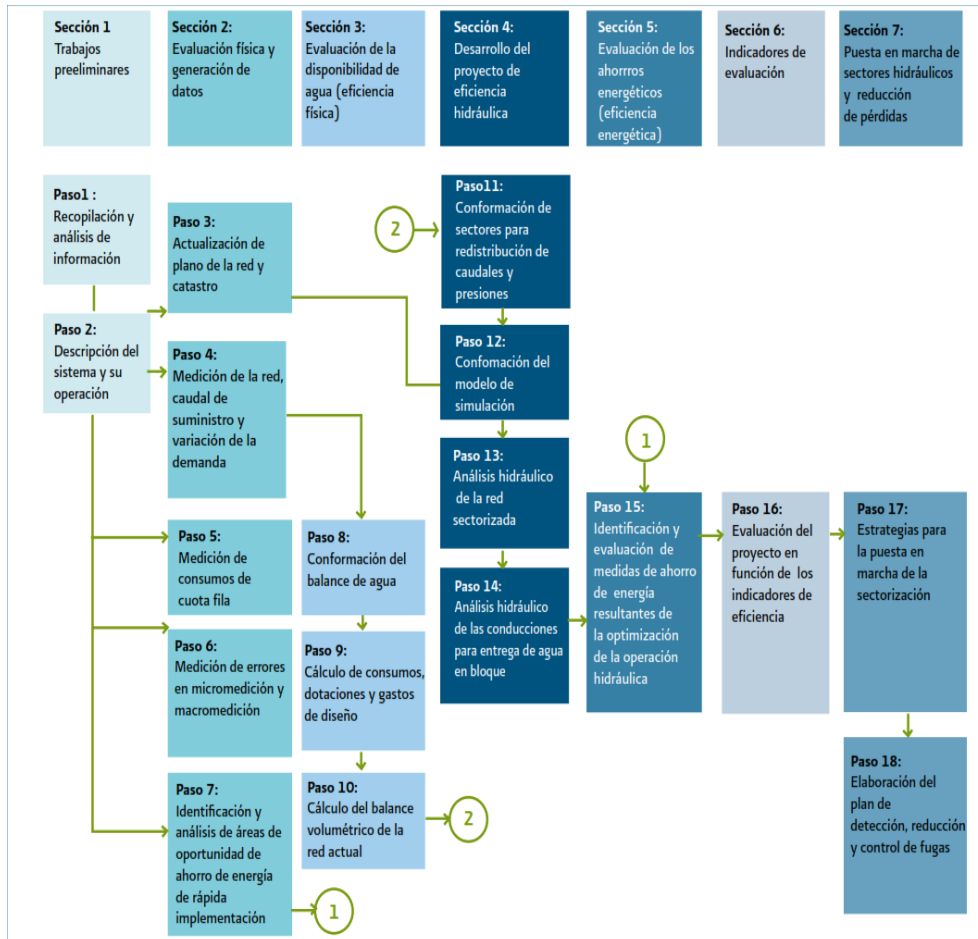 Sección 1
Trabajos
preeliminares
Sección 2:
Evaluación física y
generación de
datos
Sección 3:
Evaluación de la
disponibilidad de
agua (eficiencia
física)
Sección 4:
Desarrollo del
proyecto de
eficiencia
hidráulica
Sección 5:
Evaluación de los
ahorrros
energéticos
(eficiencia
energética)
Sección 6:
Indicadores de
evaluación
Sección 7:
Puesta en marcha de
sectores hidráulicos
y reducción
de pérdidas
Paso1 :
Recopilación y
análisis de
información
Paso 2:
Descripción del
sistema y su
operación
Paso 3:
Actualización de
plano de la red y
catastro
Paso 4:
Medición de la red,
caudal de
suministro y
variación de la
demanda
Paso 5:
Medición de
consumos de
cuota fila
Paso 6:
Medición de errores
en micromedición y
macromedición
Paso 7:
Identificación y
análisis de áreas de
oportunidad de
ahorro de energía
de rápida
implementación
1
Paso 8:
Conformación del
balance de agua
Paso 9:
Cálculo de consumos,
dotaciones y gastos
de diseño
Paso 10:
Cálculo del balance
volumétrico de la
red actual
2
2
Paso11:
Conformación de
sectores para
redistribución de
caudales y
presiones
Paso 12:
Confomación del
modelo de
simulación
Paso 13:
Análisis hidráulico
de la red
sectorizada
Paso 14:
Análisis hidráulico
de las conducciones
para entrega de agua
en bloque
1
Paso 15:
Identificación y
evaluación de
medidas de ahorro
de energía
resultantes de
la optimización
de la operación
hidráulica
Paso 16:
Evaluación del
proyecto en
función de los
indicadores de
eficiencia
Paso 17:
Estrategias para
la puesta en
marcha de la
sectorización
Paso 18:
Elaboración del
plan de
detección, reducción
y control de fugas